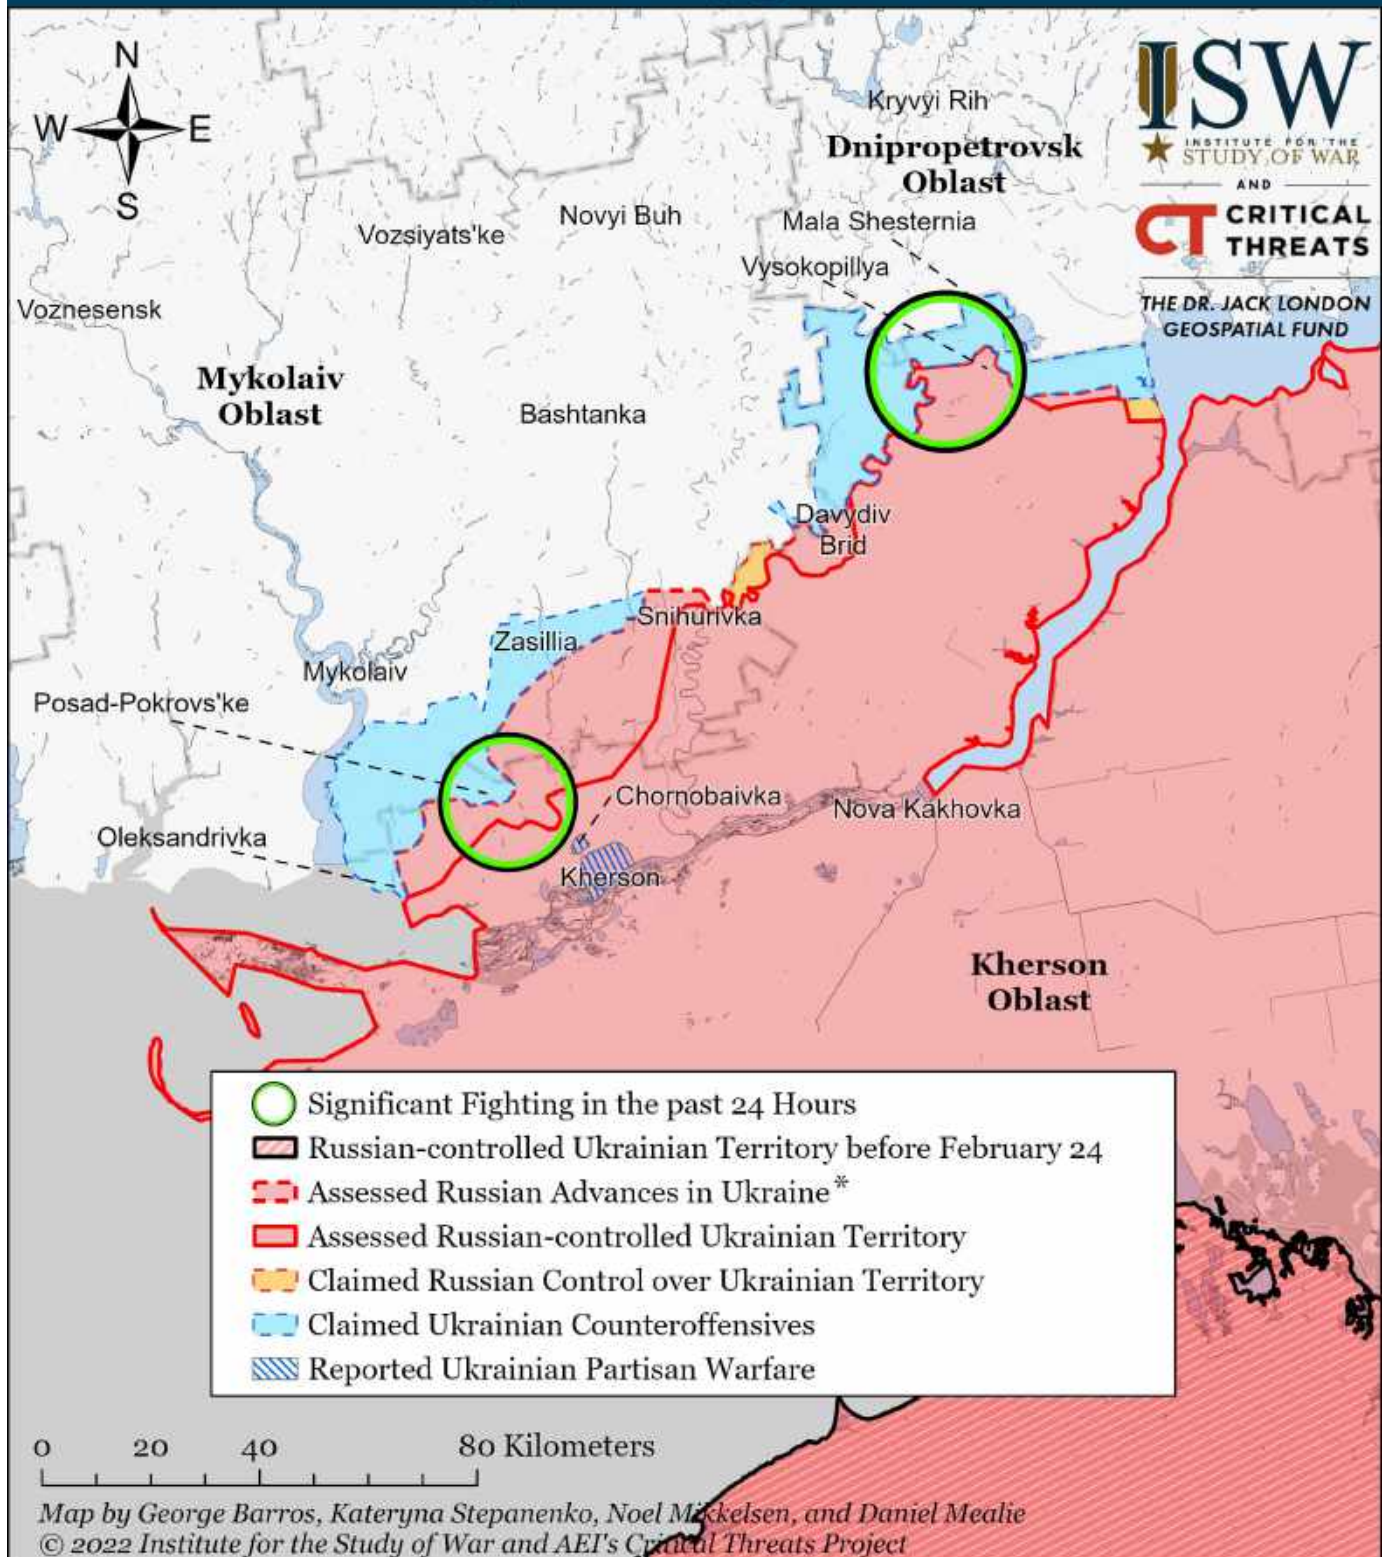 N
W E
S
ISW
INSTITUTE FOR THE
STUDY OF WAR
AND
CT CRITICAL
THREATS
THE DR. JACK LONDON
GEOSPATIAL FUND
Kryvyi Rih
Dnipropetrovsk
Oblast
Mala Shesternia
Novyi Buh
Vozsiyats'ke
Vysokopillya
Voznesensk
Mykolaiv
Oblast
Bashtanka
Davydiv
Brid
Snihurivka
Zasillia
Mykolaiv
Posad-Pokrovs'ke
Chornobaivka
Nova Kakhovka
Oleksandrivka
Kherson
Kherson
Oblast
Significant Fighting in the past 24 Hours
Russian-controlled Ukrainian Territory before February 24
Assessed Russian Advances in Ukraine*
Assessed Russian-controlled Ukrainian Territory
Claimed Russian Control over Ukrainian Territory
Claimed Ukrainian Counteroffensives
Reported Ukrainian Partisan Warfare
0 20 40 80 Kilometers
Map by George Barros, Kateryna Stepanenko, Noel Mikkelsen, and Daniel Mealie
© 2022 Institute for the Study of War and AEI's Critical Threats Project